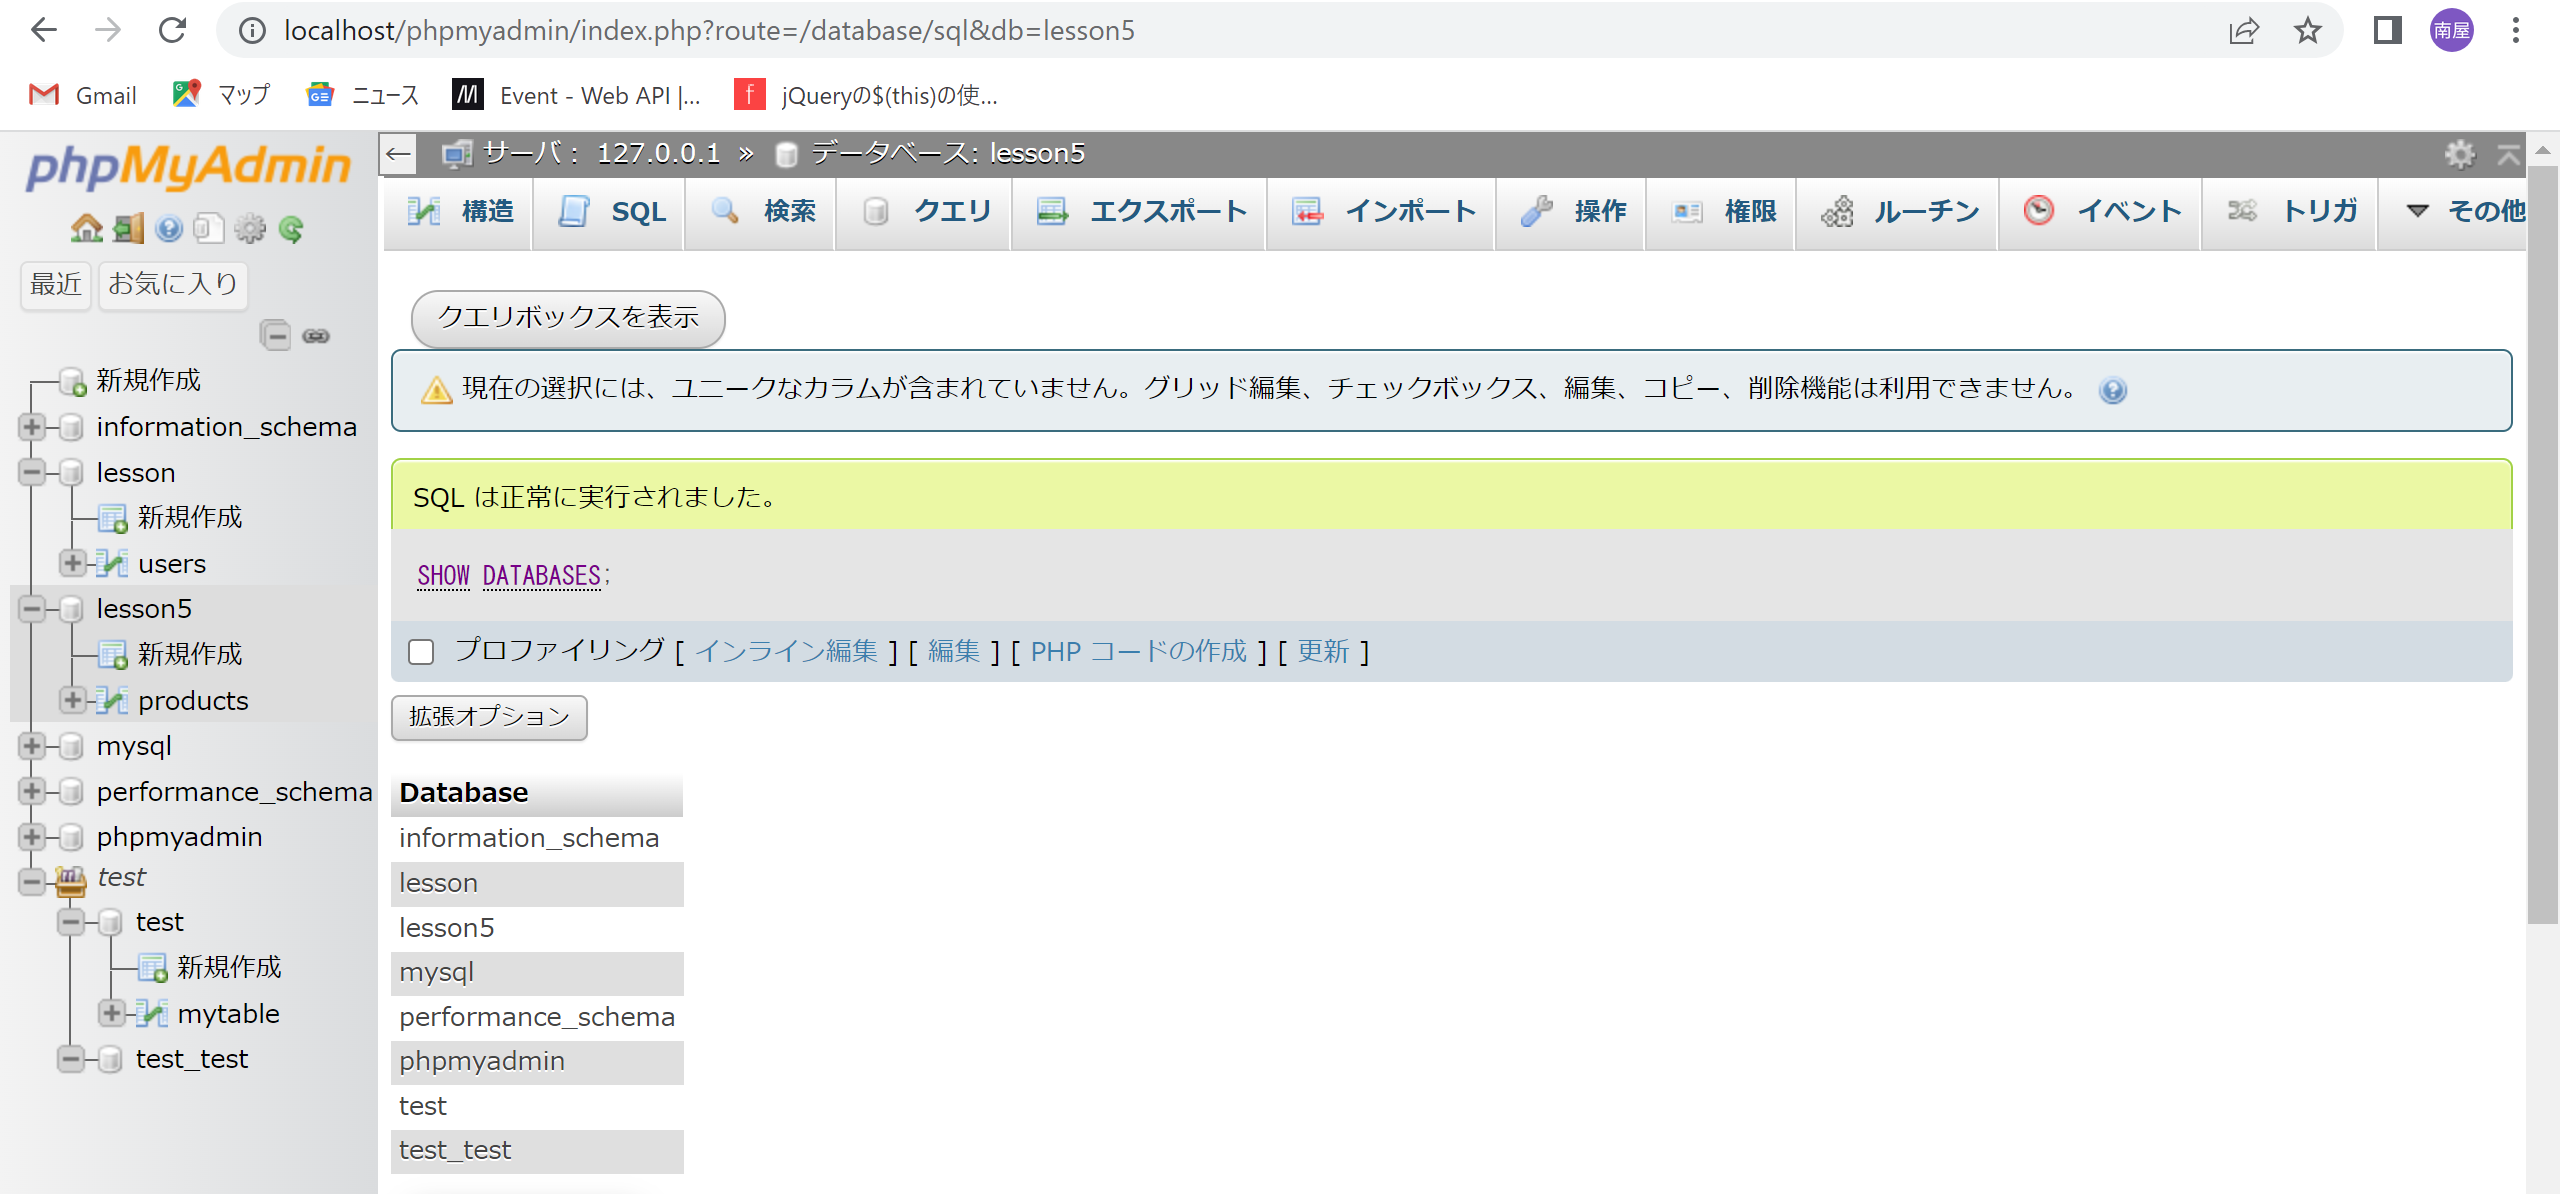 localhost/phpmyadmin/index.php?route=/database/sql&db=lesson5
南屋
Gmail マップ ニュース Event - Web API |... jQueryの$(this)の使...
phpMyAdmin
最近 お気に入り
新規作成
information_schema
lesson
新規作成
users
lesson5
新規作成
products
mysql
performance_schema
phpmyadmin
test
test
新規作成
mytable
test_test
サーバ: 127.0.0.1 » データベース: lesson5
構造 SQL 検索 クエリ エクスポート インポート 操作 権限 ルーチン イベント トリガ その他
クエリボックスを表示
現在の選択には、ユニークなカラムが含まれていません。グリッド編集、チェックボックス、編集、コピー、削除機能は利用できません。
SQL は正常に実行されました。
SHOW DATABASES;
プロファイリング [ インライン編集 ] [ 編集 ] [ PHP コードの作成 ] [ 更新 ]
拡張オプション
Database
information_schema
lesson
lesson5
mysql
performance_schema
phpmyadmin
test
test_test